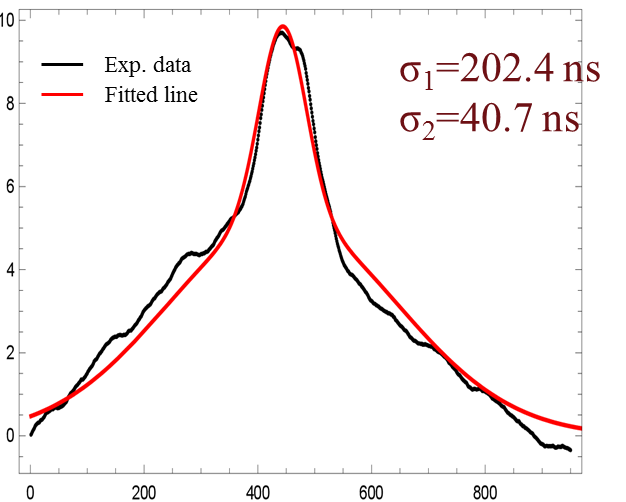 10
8
6
4
2
0
Exp. data
Fitted line
σ₁=202.4 ns
σ₂=40.7 ns
0 200 400 600 800